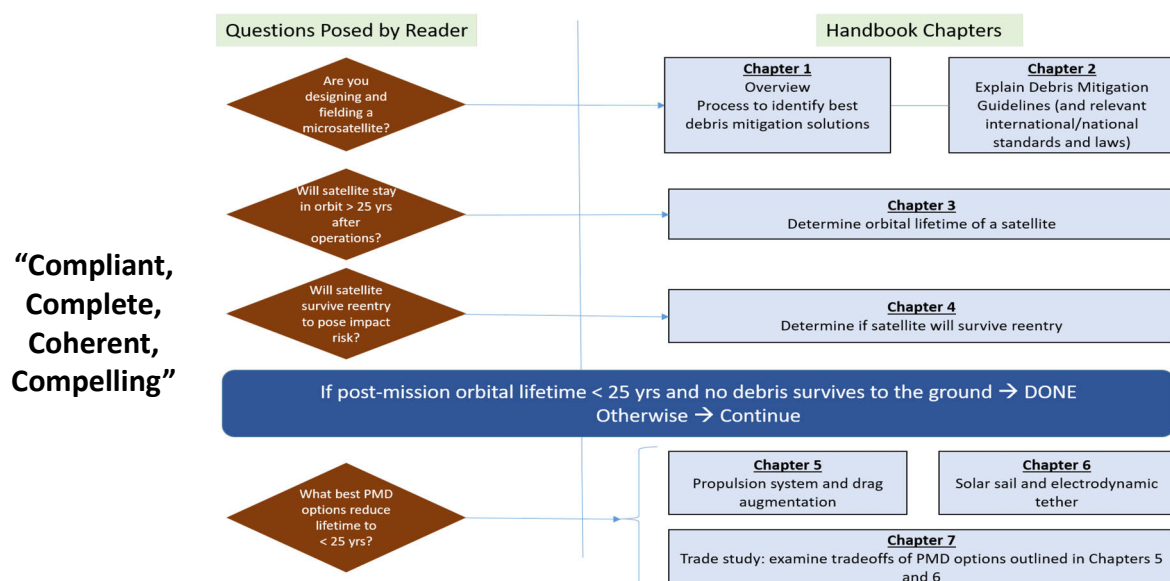 Questions Posed by Reader
Handbook Chapters
Are you
designing and
fielding a
microsatellite?
Chapter 1
Overview
Process to identify best
debris mitigation solutions
Chapter 2
Explain Debris Mitigation
Guidelines (and relevant
international/national
standards and laws)
Will satellite stay
in orbit > 25 yrs
after
operations?
Chapter 3
Determine orbital lifetime of a satellite
“Compliant,
Complete,
Coherent,
Compelling”
Will satellite
survive reentry
to pose impact
risk?
Chapter 4
Determine if satellite will survive reentry
If post-mission orbital lifetime < 25 yrs and no debris survives to the ground → DONE
Otherwise → Continue
What best PMD
options reduce
lifetime to
< 25 yrs?
Chapter 5
Propulsion system and drag
augmentation
Chapter 6
Solar sail and electrodynamic
tether
Chapter 7
Trade study: examine tradeoffs of PMD options outlined in Chapters 5
and 6